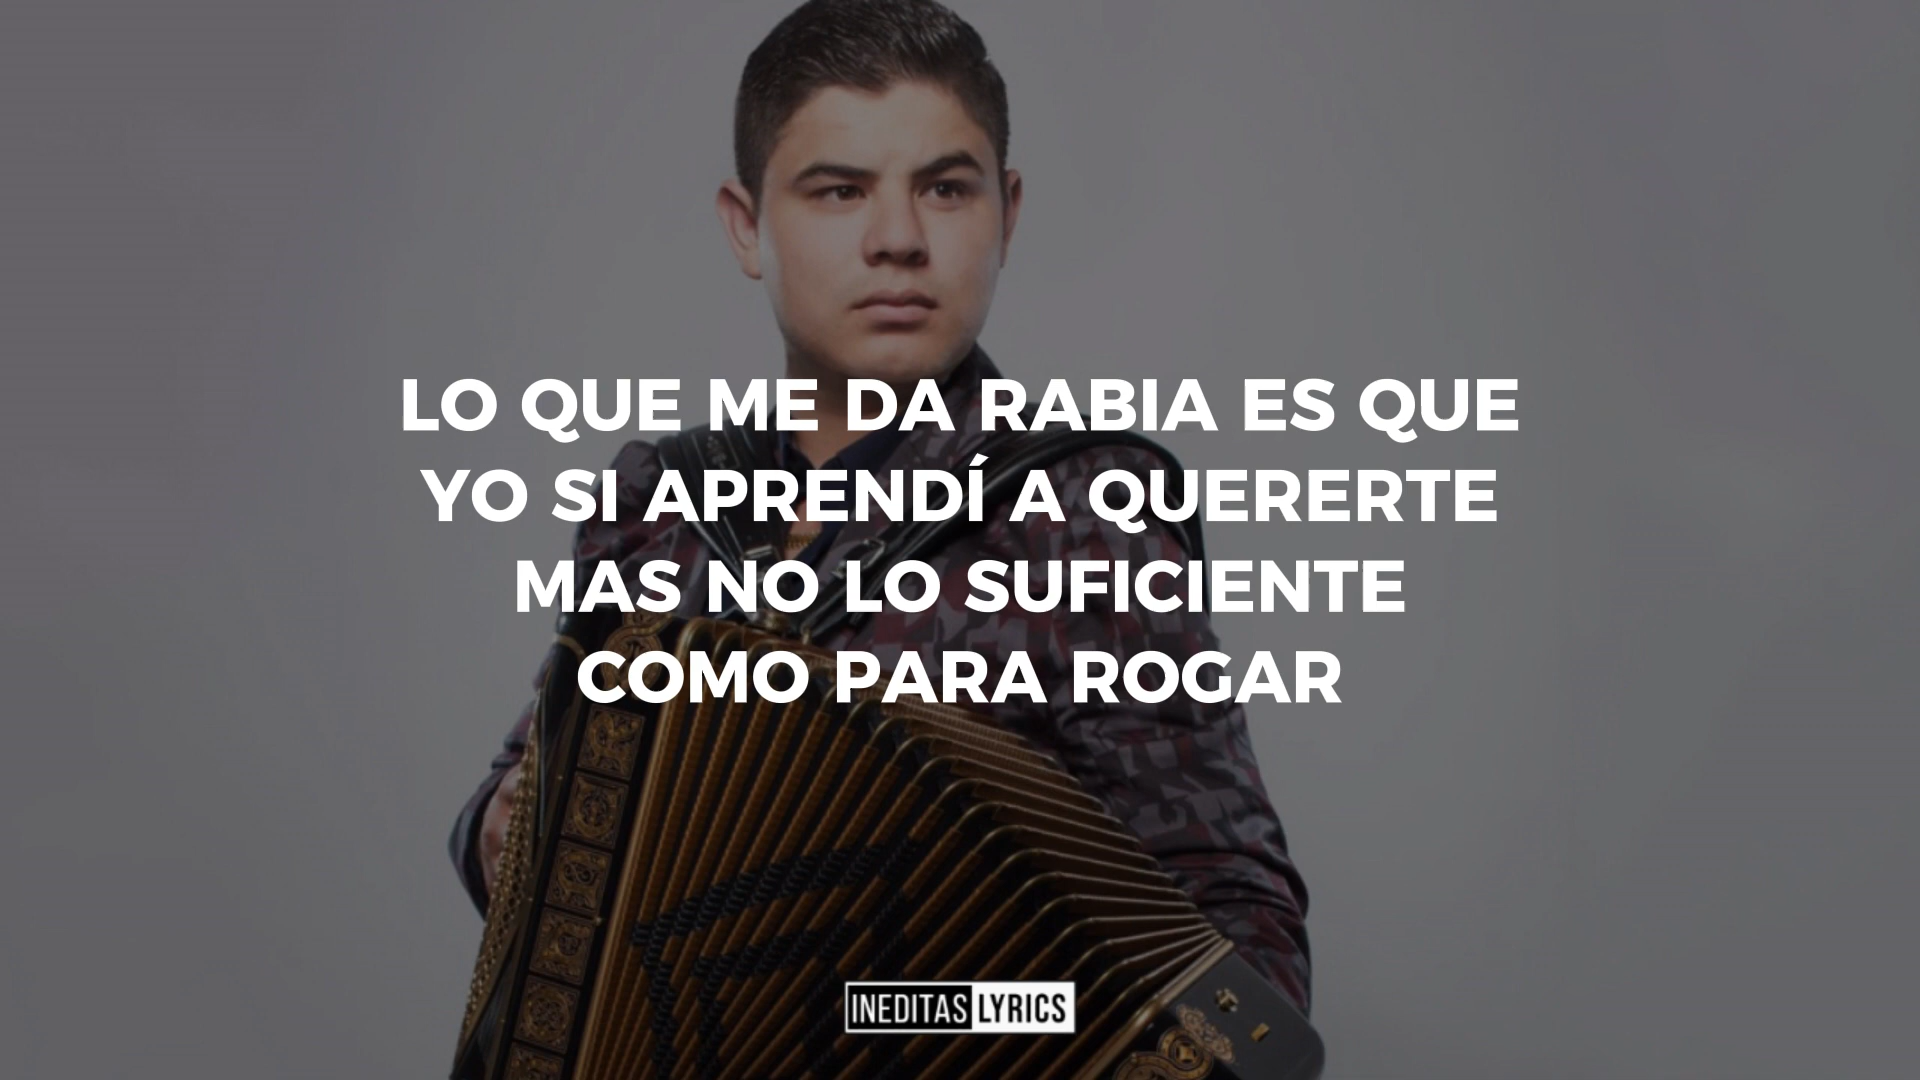 LO QUE ME DA RABIA ES QUE
YO SI APRENDÍ A QUERERTE
MAS NO LO SUFICIENTE
COMO PARA ROGAR
INEDITAS LYRICS